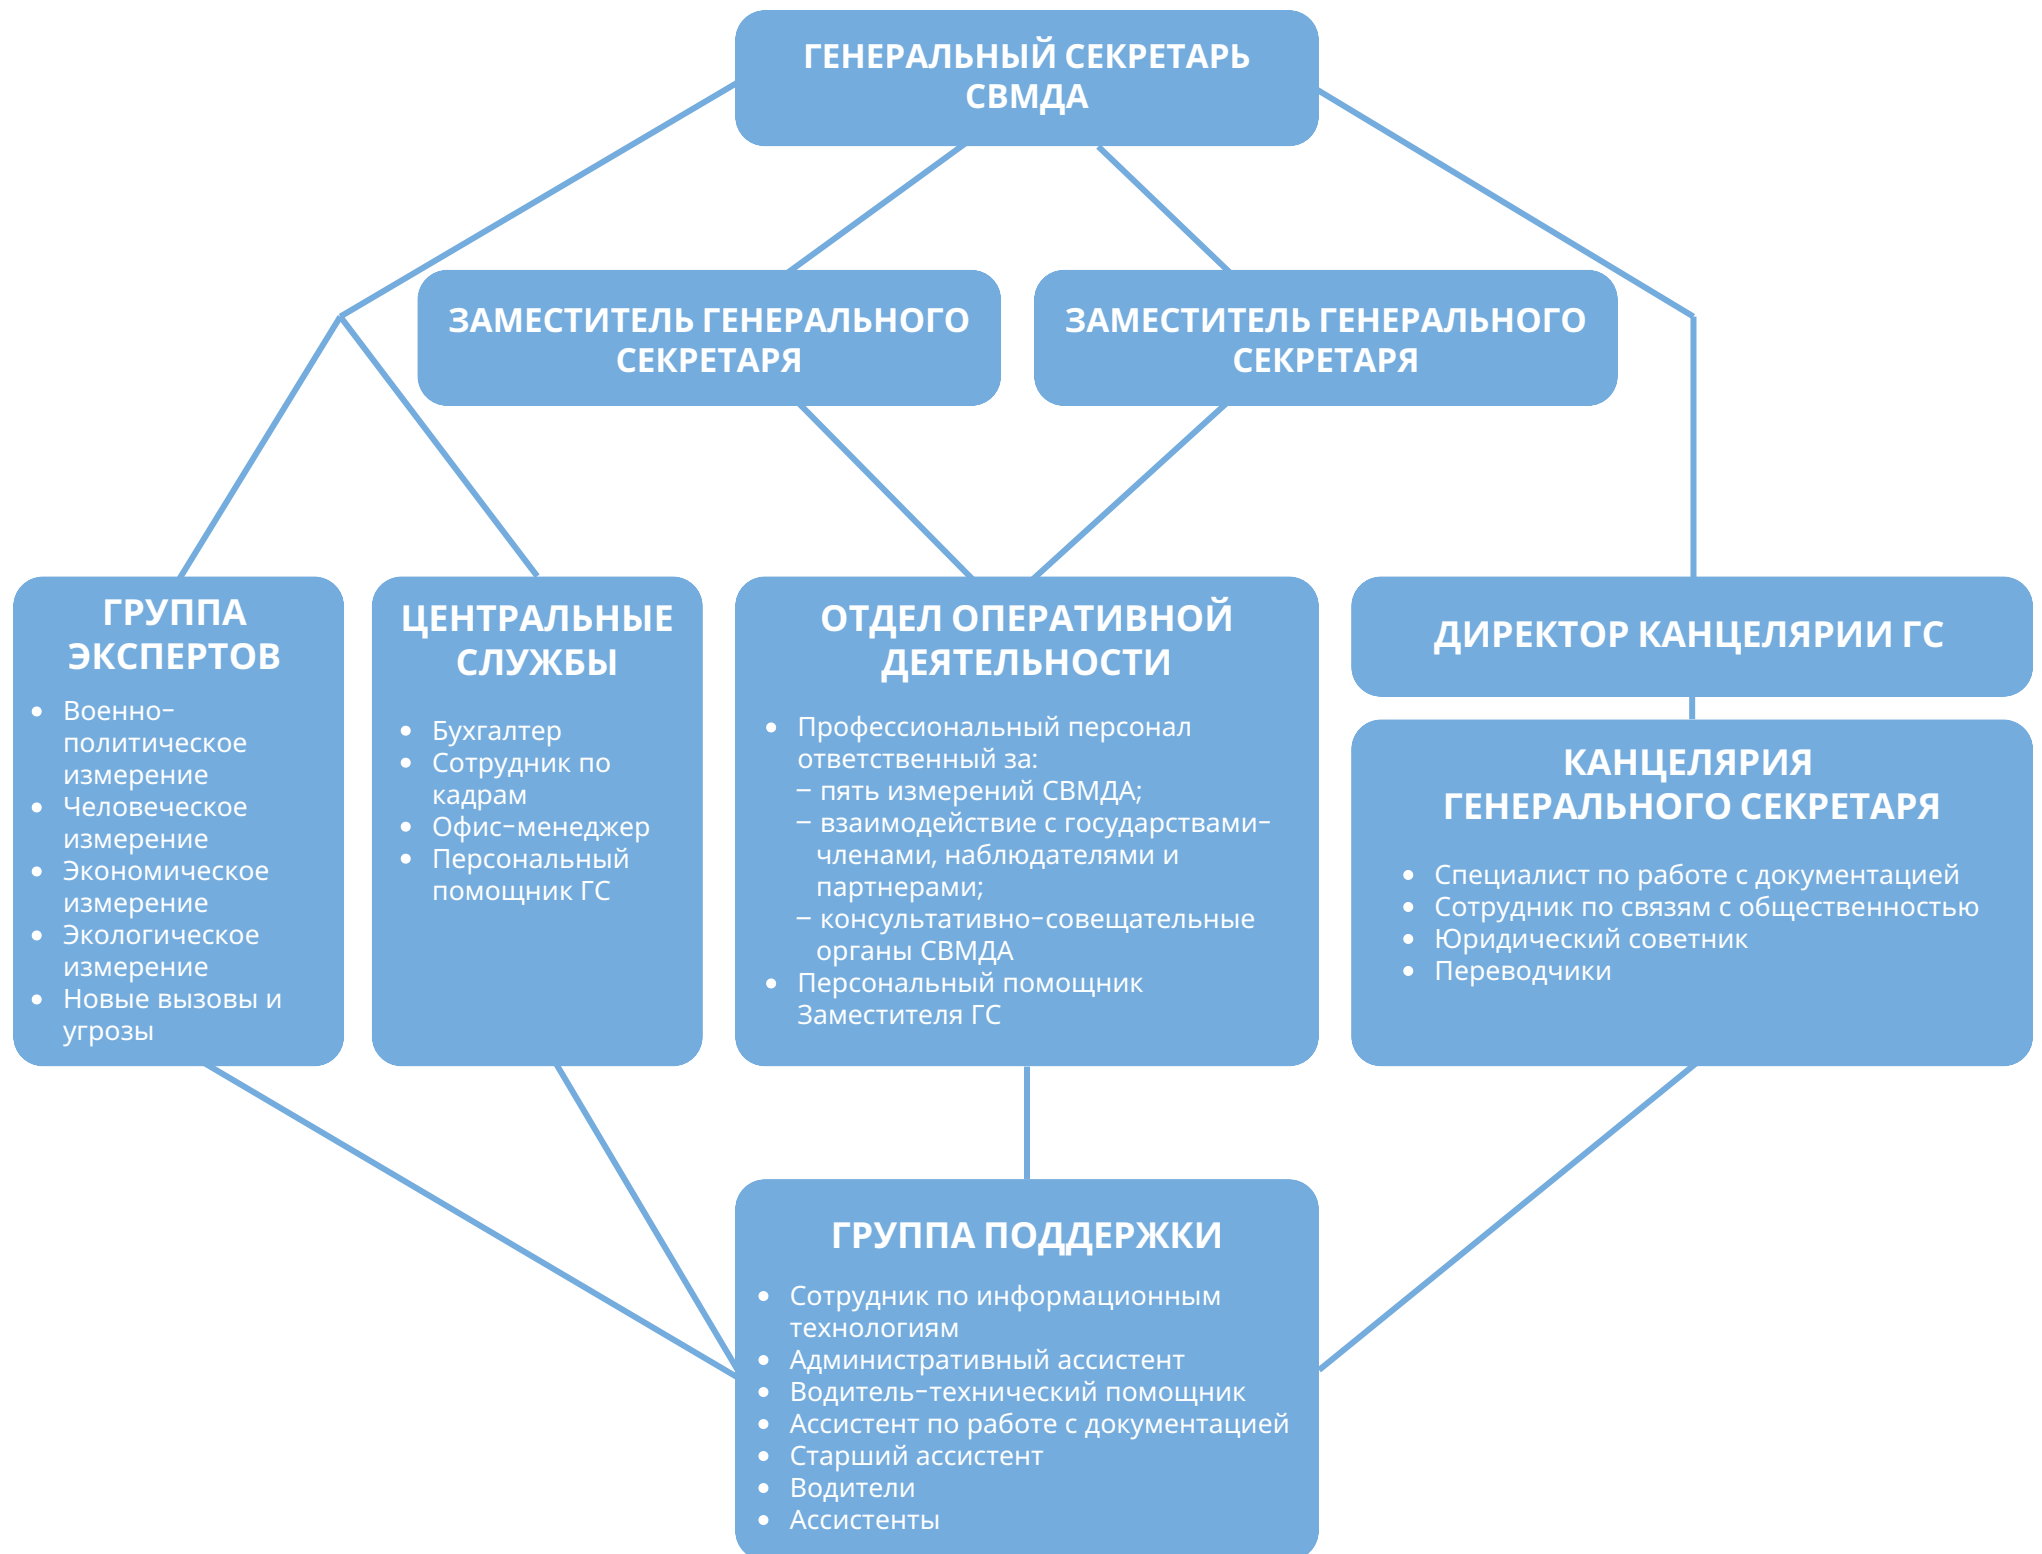 ГЕНЕРАЛЬНЫЙ СЕКРЕТАРЬ
СВМДА
ЗАМЕСТИТЕЛЬ ГЕНЕРАЛЬНОГО
СЕКРЕТАРЯ
ЗАМЕСТИТЕЛЬ ГЕНЕРАЛЬНОГО
СЕКРЕТАРЯ
ГРУППА
ЭКСПЕРТОВ
• Военно-
политическое
измерение
• Человеческое
измерение
• Экономическое
измерение
• Экологическое
измерение
• Новые вызовы и
угрозы
ЦЕНТРАЛЬНЫЕ
СЛУЖБЫ
• Бухгалтер
• Сотрудник по
кадрам
• Офис-менеджер
• Персональный
помощник ГС
ОТДЕЛ ОПЕРАТИВНОЙ
ДЕЯТЕЛЬНОСТИ
• Профессиональный персонал
ответственный за:
– пять измерений СВМДА;
– взаимодействие с государствами-
членами, наблюдателями и
партнерами;
– консультативно-совещательные
органы СВМДА
• Персональный помощник
Заместителя ГС
ДИРЕКТОР КАНЦЕЛЯРИИ ГС
КАНЦЕЛЯРИЯ
ГЕНЕРАЛЬНОГО СЕКРЕТАРЯ
• Специалист по работе с документацией
• Сотрудник по связям с общественностью
• Юридический советник
• Переводчики
ГРУППА ПОДДЕРЖКИ
• Сотрудник по информационным
технологиям
• Административный ассистент
• Водитель-технический помощник
• Ассистент по работе с документацией
• Старший ассистент
• Водители
• Ассистенты